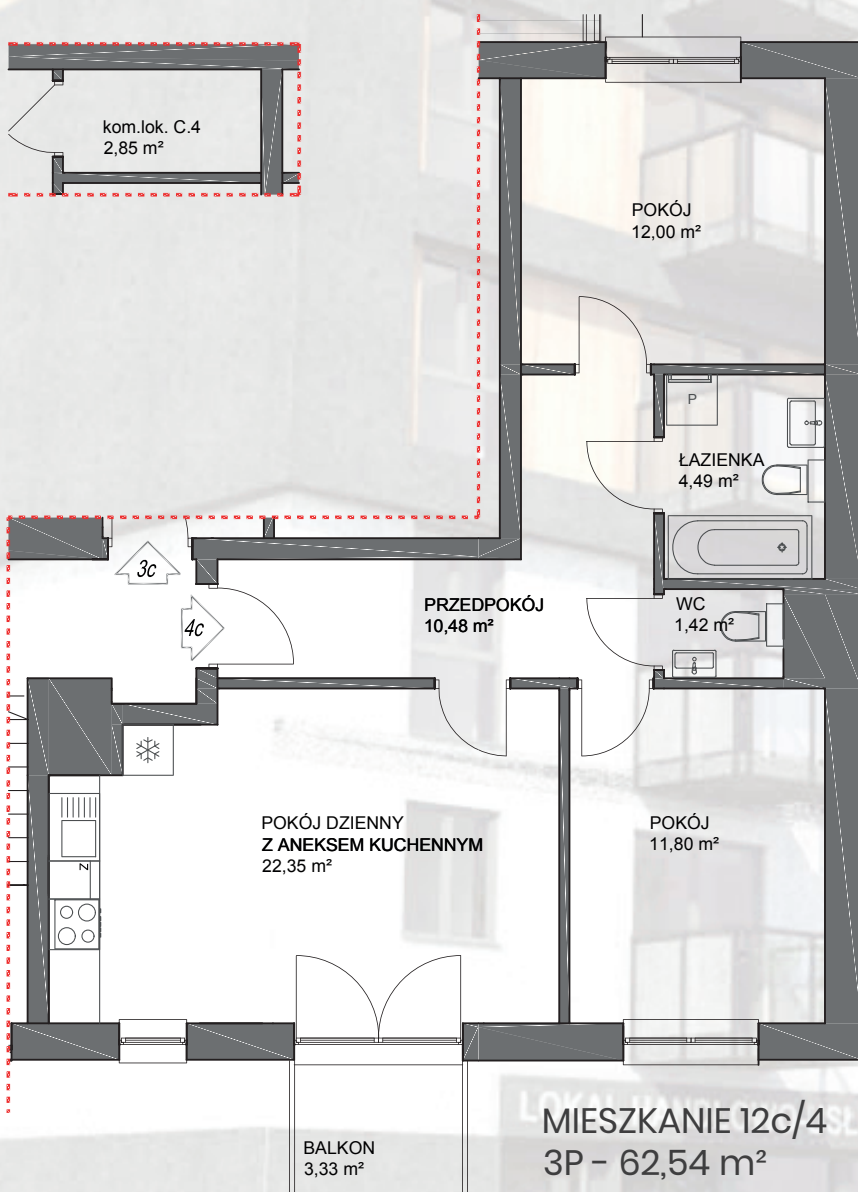 kom.lok. C.4
2,85 m²
POKÓJ
12,00 m²
P
ŁAZIENKA
4,49 m²
3c
4c
PRZEDPOKÓJ
10,48 m²
WC
1,42 m²
POKÓJ DZIENNY
Z ANEKSEM KUCHENNYM
22,35 m²
Z
POKÓJ
11,80 m²
BALKON
3,33 m²
MIESZKANIE 12c/4
3P - 62,54 m²